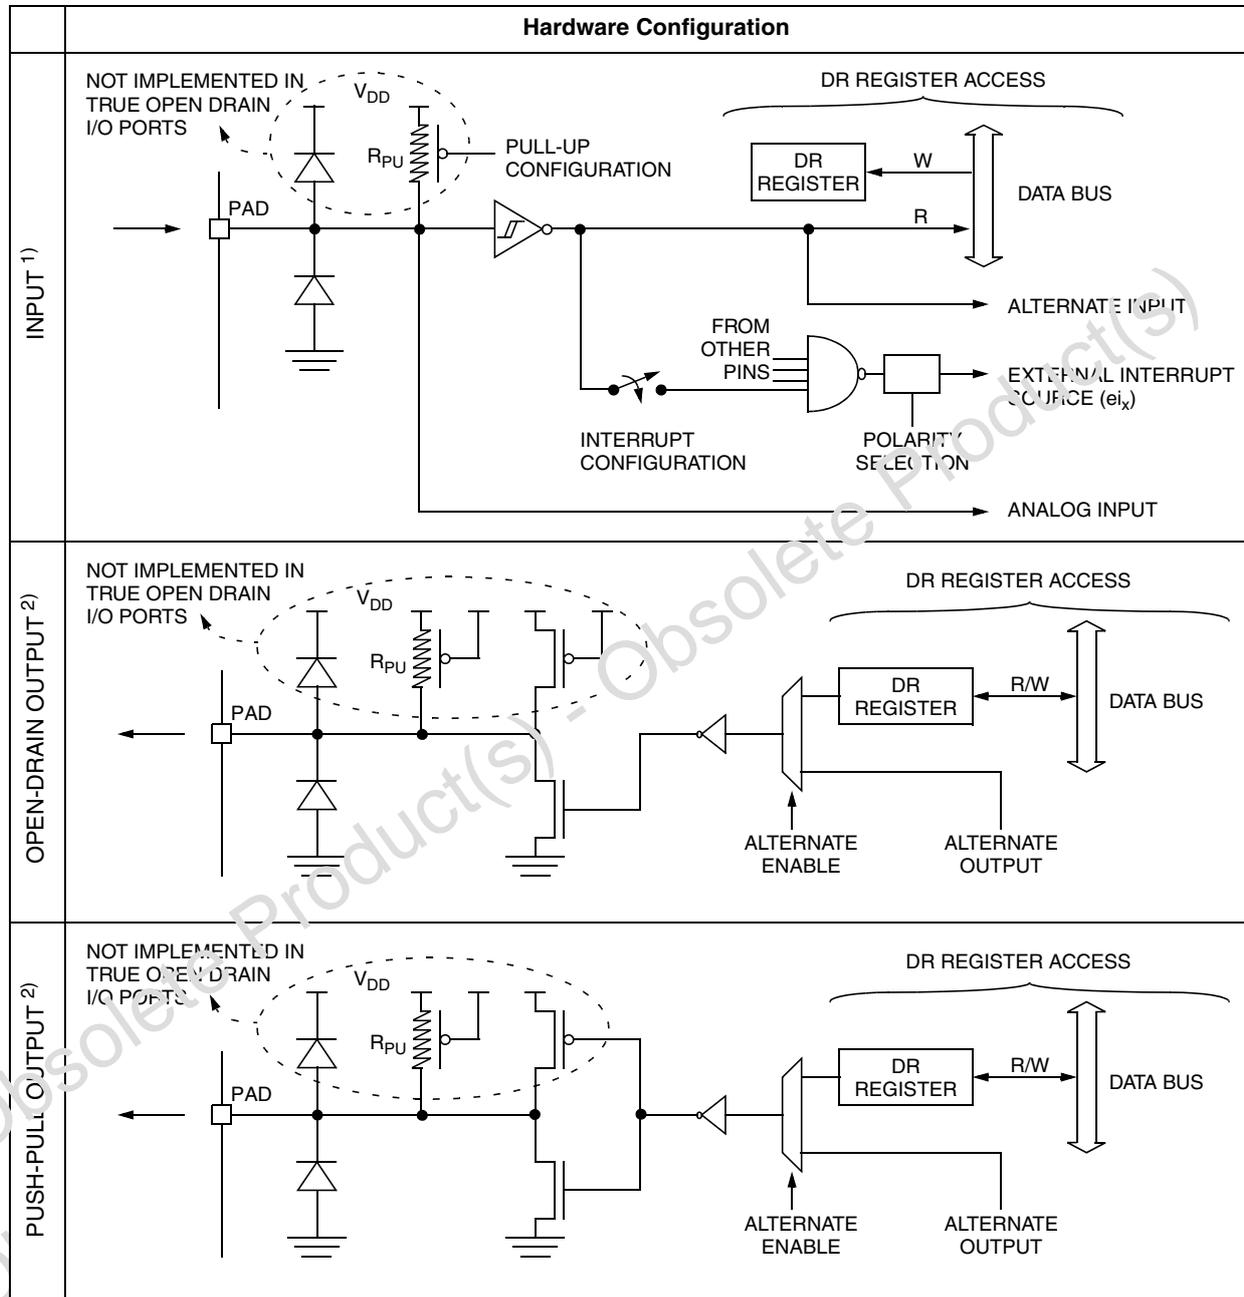 Hardware Configuration
INPUT 1)
NOT IMPLEMENTED IN
TRUE OPEN DRAIN
I/O PORTS
VDD
RPU
PULL-UP
CONFIGURATION
PAD
DR REGISTER ACCESS
DR
REGISTER
W
R
DATA BUS
ALTERNATE INPUT
FROM
OTHER
PINS
EXTERNAL INTERRUPT
SOURCE (eix)
INTERRUPT
CONFIGURATION
POLARITY
SELECTION
ANALOG INPUT
OPEN-DRAIN OUTPUT 2)
NOT IMPLEMENTED IN
TRUE OPEN DRAIN
I/O PORTS
VDD
RPU
PAD
DR REGISTER ACCESS
DR
REGISTER
R/W
DATA BUS
ALTERNATE
ENABLE
ALTERNATE
OUTPUT
PUSH-PULL OUTPUT 2)
NOT IMPLEMENTED IN
TRUE OPEN DRAIN
I/O PORTS
VDD
RPU
PAD
DR REGISTER ACCESS
DR
REGISTER
R/W
DATA BUS
ALTERNATE
ENABLE
ALTERNATE
OUTPUT
Obsolete Product(s) - Obsolete Product(s)